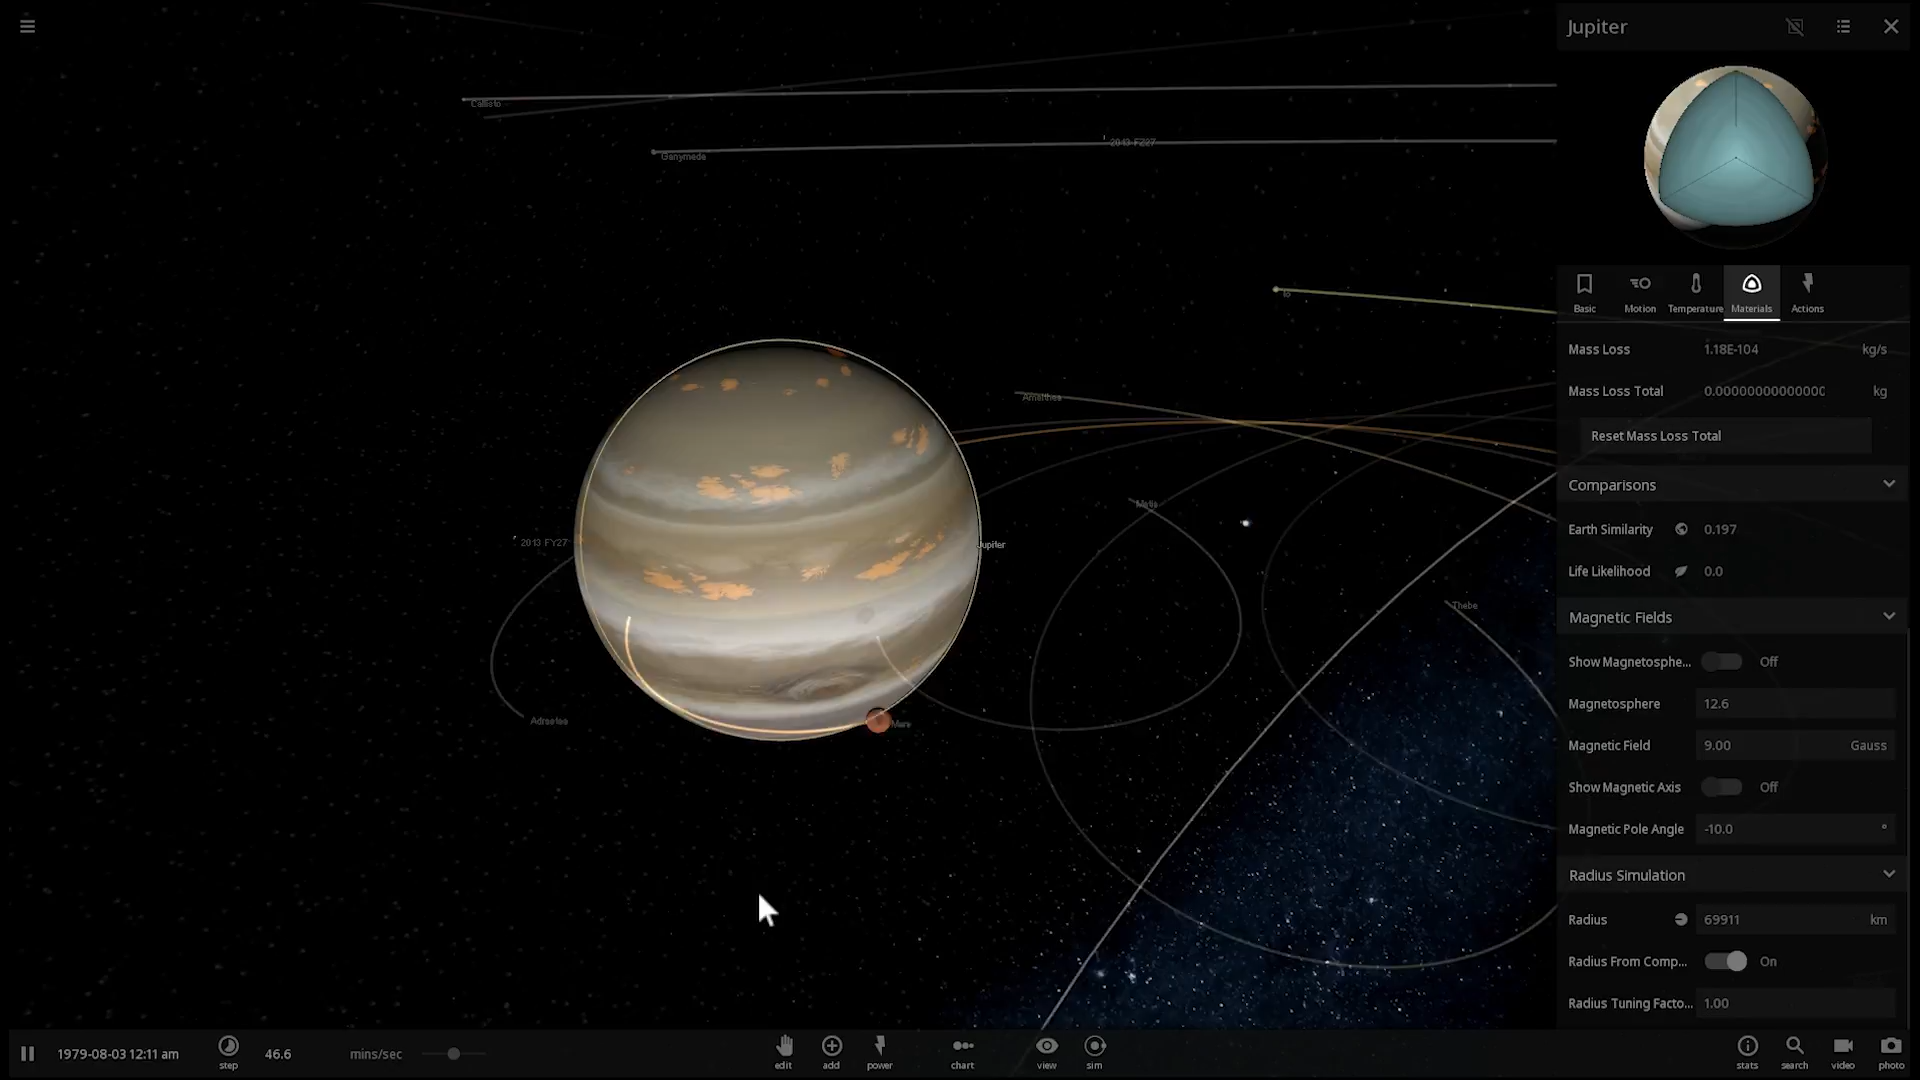 Jupiter
Callisto
2013 FZ27
Ganymede
Io
Basic
Motion
Temperature
Materials
Actions
Mass Loss 1.18E-104 kg/s
Mass Loss Total 0.00000000000000 kg
Amalthea
Reset Mass Loss Total
Comparisons
Metis
Earth Similarity 0.197
2013 FY27
Jupiter
Life Likelihood 0.0
Thebe
Magnetic Fields
Show Magnetosphe... Off
Magnetosphere 12.6
Adrastea
Mars
Magnetic Field 9.00 Gauss
Show Magnetic Axis Off
Magnetic Pole Angle -10.0 °
Radius Simulation
Radius 69911 km
Radius From Comp... On
Radius Tuning Facto... 1.00
1979-08-03 12:11 am
step
46.6 mins/sec
edit
add
power
chart
view
sim
stats
search
video
photo